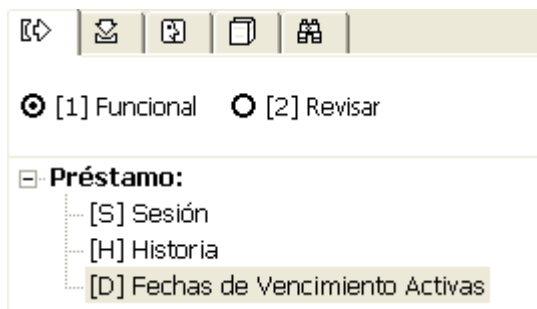 [1] Funcional [2] Revisar
Préstamo:
[S] Sesión
[H] Historia
[D] Fechas de Vencimiento Activas